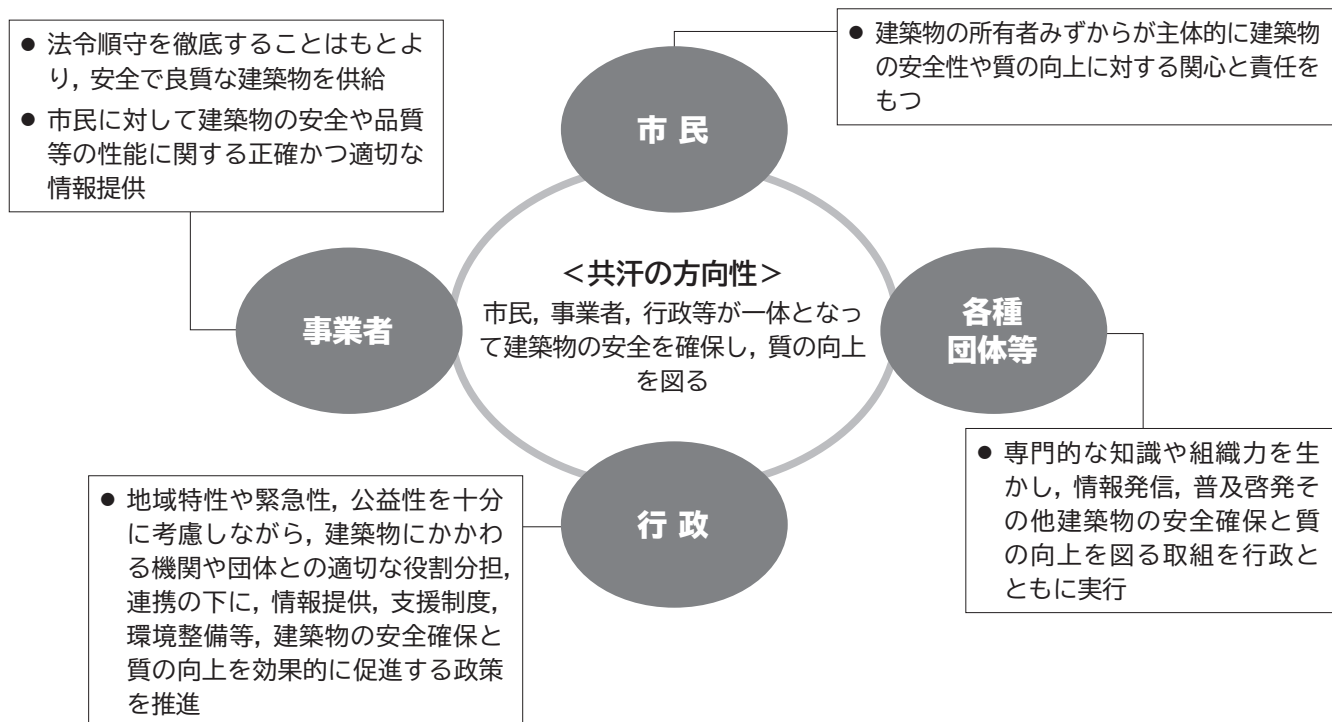 ● 法令順守を徹底することはもとよ
り，安全で良質な建築物を供給
● 市民に対して建築物の安全や品質
等の性能に関する正確かつ適切な
情報提供
● 建築物の所有者みずからが主体的に建築物
の安全性や質の向上に対する関心と責任を
もつ
市 民
事業者
＜共汗の方向性＞
市民，事業者，行政等が一体となっ
て建築物の安全を確保し，質の向上
を図る
各種
団体等
行 政
● 地域特性や緊急性，公益性を十分
に考慮しながら，建築物にかかわ
る機関や団体との適切な役割分担，
連携の下に，情報提供，支援制度，
環境整備等，建築物の安全確保と
質の向上を効果的に促進する政策
を推進
● 専門的な知識や組織力を生
かし，情報発信，普及啓発そ
の他建築物の安全確保と質
の向上を図る取組を行政と
ともに実行